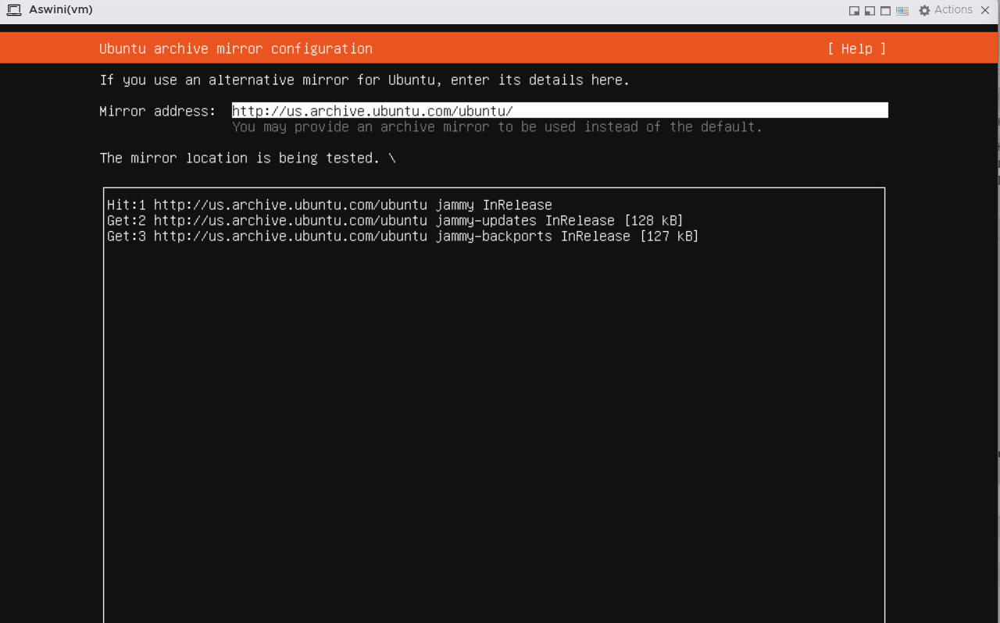 Aswini(vm) Actions
Ubuntu archive mirror configuration [ Help ]
If you use an alternative mirror for Ubuntu, enter its details here.
Mirror address: http://us.archive.ubuntu.com/ubuntu/
You may provide an archive mirror to be used instead of the default.
The mirror location is being tested. \
Hit:1 http://us.archive.ubuntu.com/ubuntu jammy InRelease
Get:2 http://us.archive.ubuntu.com/ubuntu jammy-updates InRelease [128 kB]
Get:3 http://us.archive.ubuntu.com/ubuntu jammy-backports InRelease [127 kB]